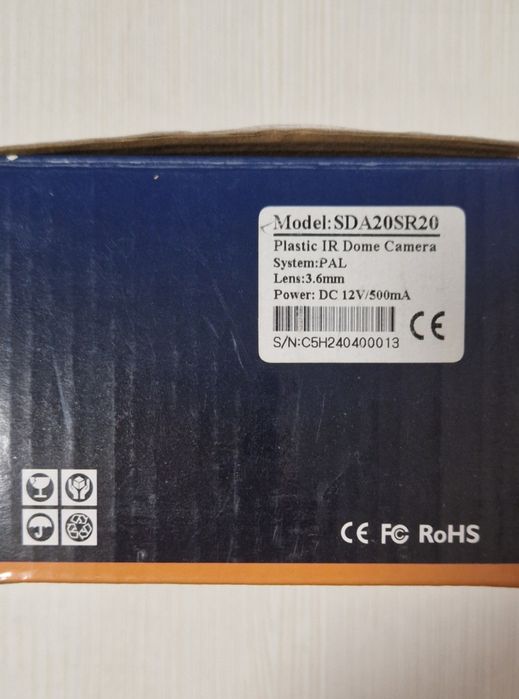 Model:SDA20SR20
Plastic IR Dome Camera
System:PAL
Lens:3.6mm
Power: DC 12V/500mA
CE
S/N:C5H240400013
CE FC RoHS